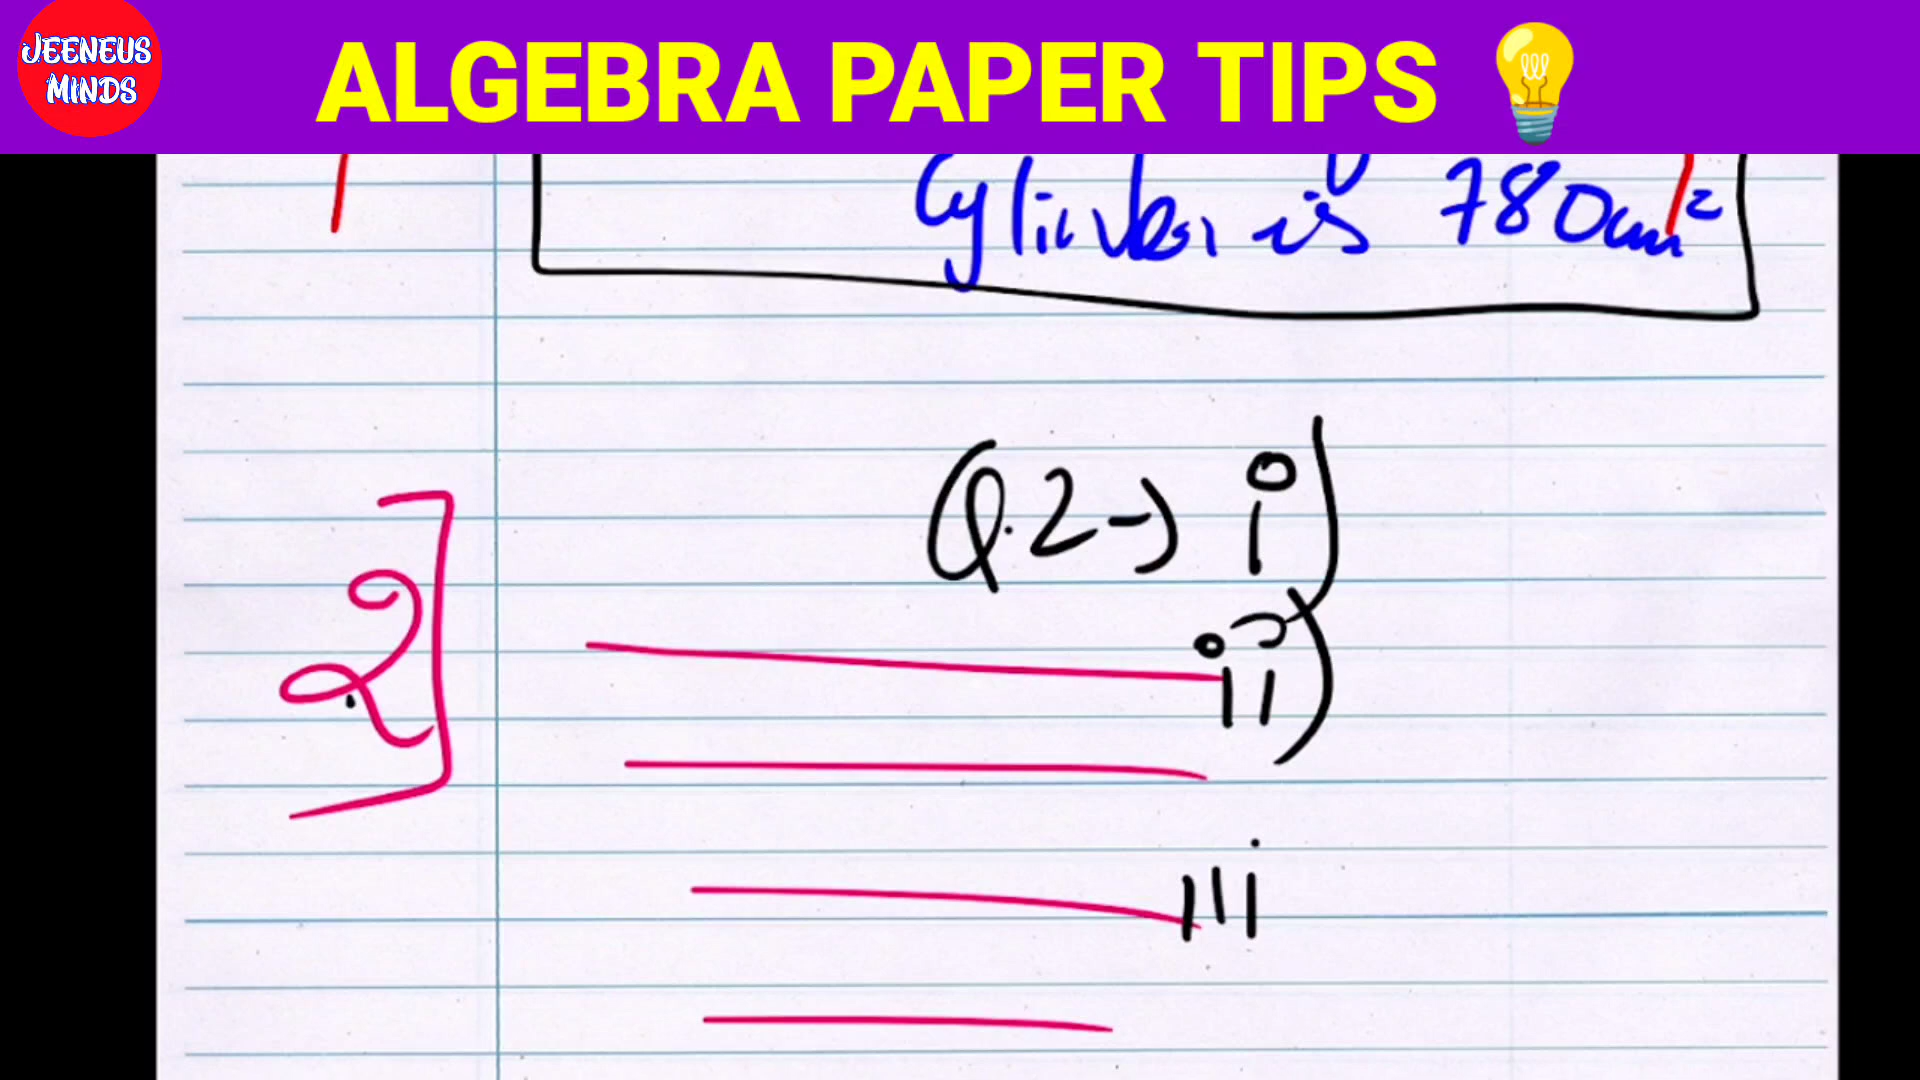 JEENEUS
MINDS
ALGEBRA PAPER TIPS
Cylinder is 780cm²
Q.2→ i)
ii)
iii
2